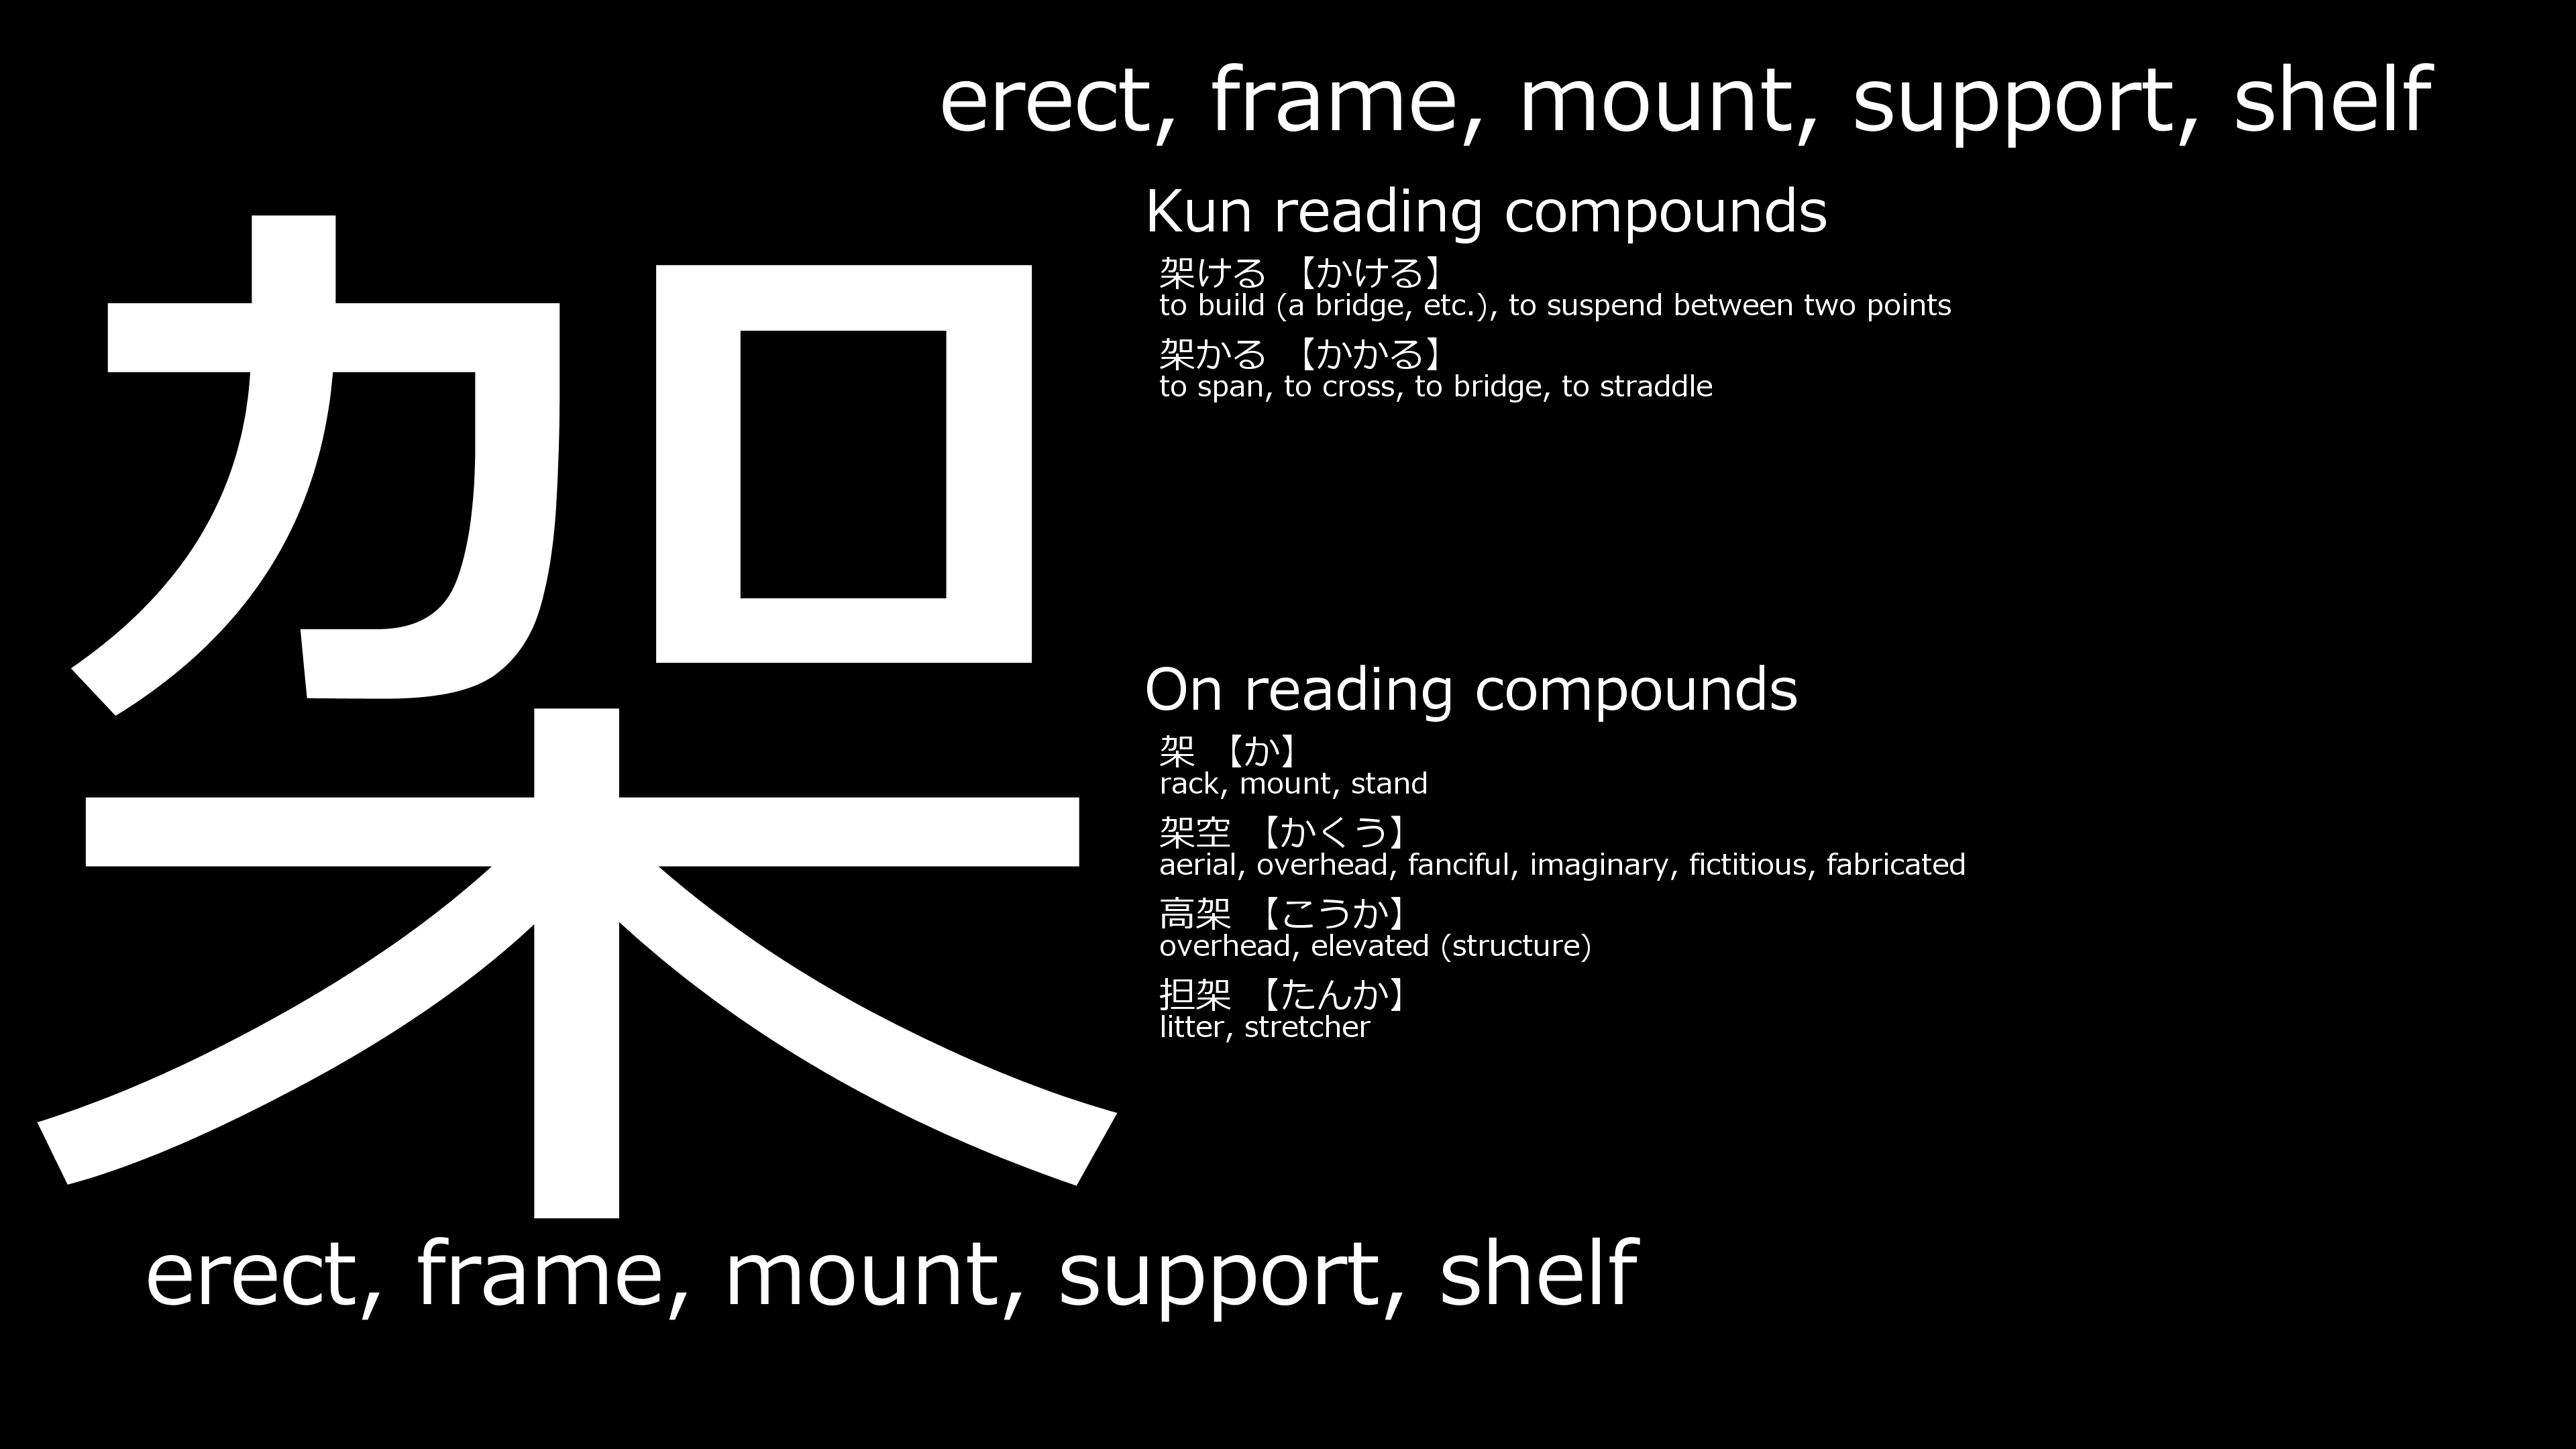 erect, frame, mount, support, shelf
架
Kun reading compounds
架ける 【かける】
to build (a bridge, etc.), to suspend between two points
架かる 【かかる】
to span, to cross, to bridge, to straddle
On reading compounds
架 【か】
rack, mount, stand
架空 【かくう】
aerial, overhead, fanciful, imaginary, fictitious, fabricated
高架 【こうか】
overhead, elevated (structure)
担架 【たんか】
litter, stretcher
erect, frame, mount, support, shelf